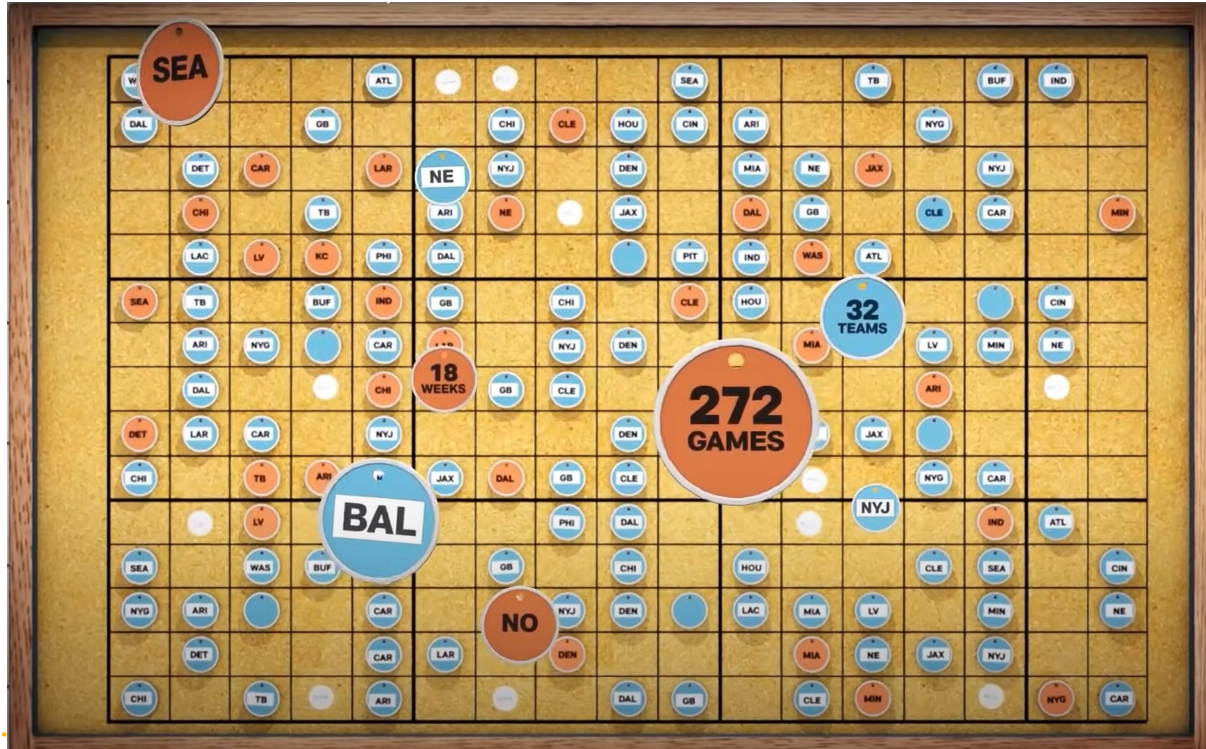 SEA
ATL SEA TB BUF IND
DAL GB CHI CLE HOU CIN ARI NYG
DET CAR LAR NE NYJ DEN MIA NE JAX NYJ
CHI TB ARI NE JAX DAL GB CLE CAR MIN
LAC LV KC PHI DAL PIT IND WAS ATL
SEA TB BUF IND GB CHI CLE HOU CIN
32
TEAMS
ARI NYG CAR NYJ DEN MIA LV MIN NE
18
WEEKS
DAL CHI GB CLE ARI
272
GAMES
DET LAR CAR NYJ DEN JAX
CHI TB ARI JAX DAL GB CLE NYG CAR
BAL
NYJ
LV PHI DAL IND ATL
SEA WAS BUF GB CHI HOU CLE SEA CIN
NYG ARI CAR NYJ DEN LAC MIA LV MIN NE
NO
DET CAR LAR DEN MIA NE JAX NYJ
CHI TB ARI DAL GB CLE MIN NYG CAR